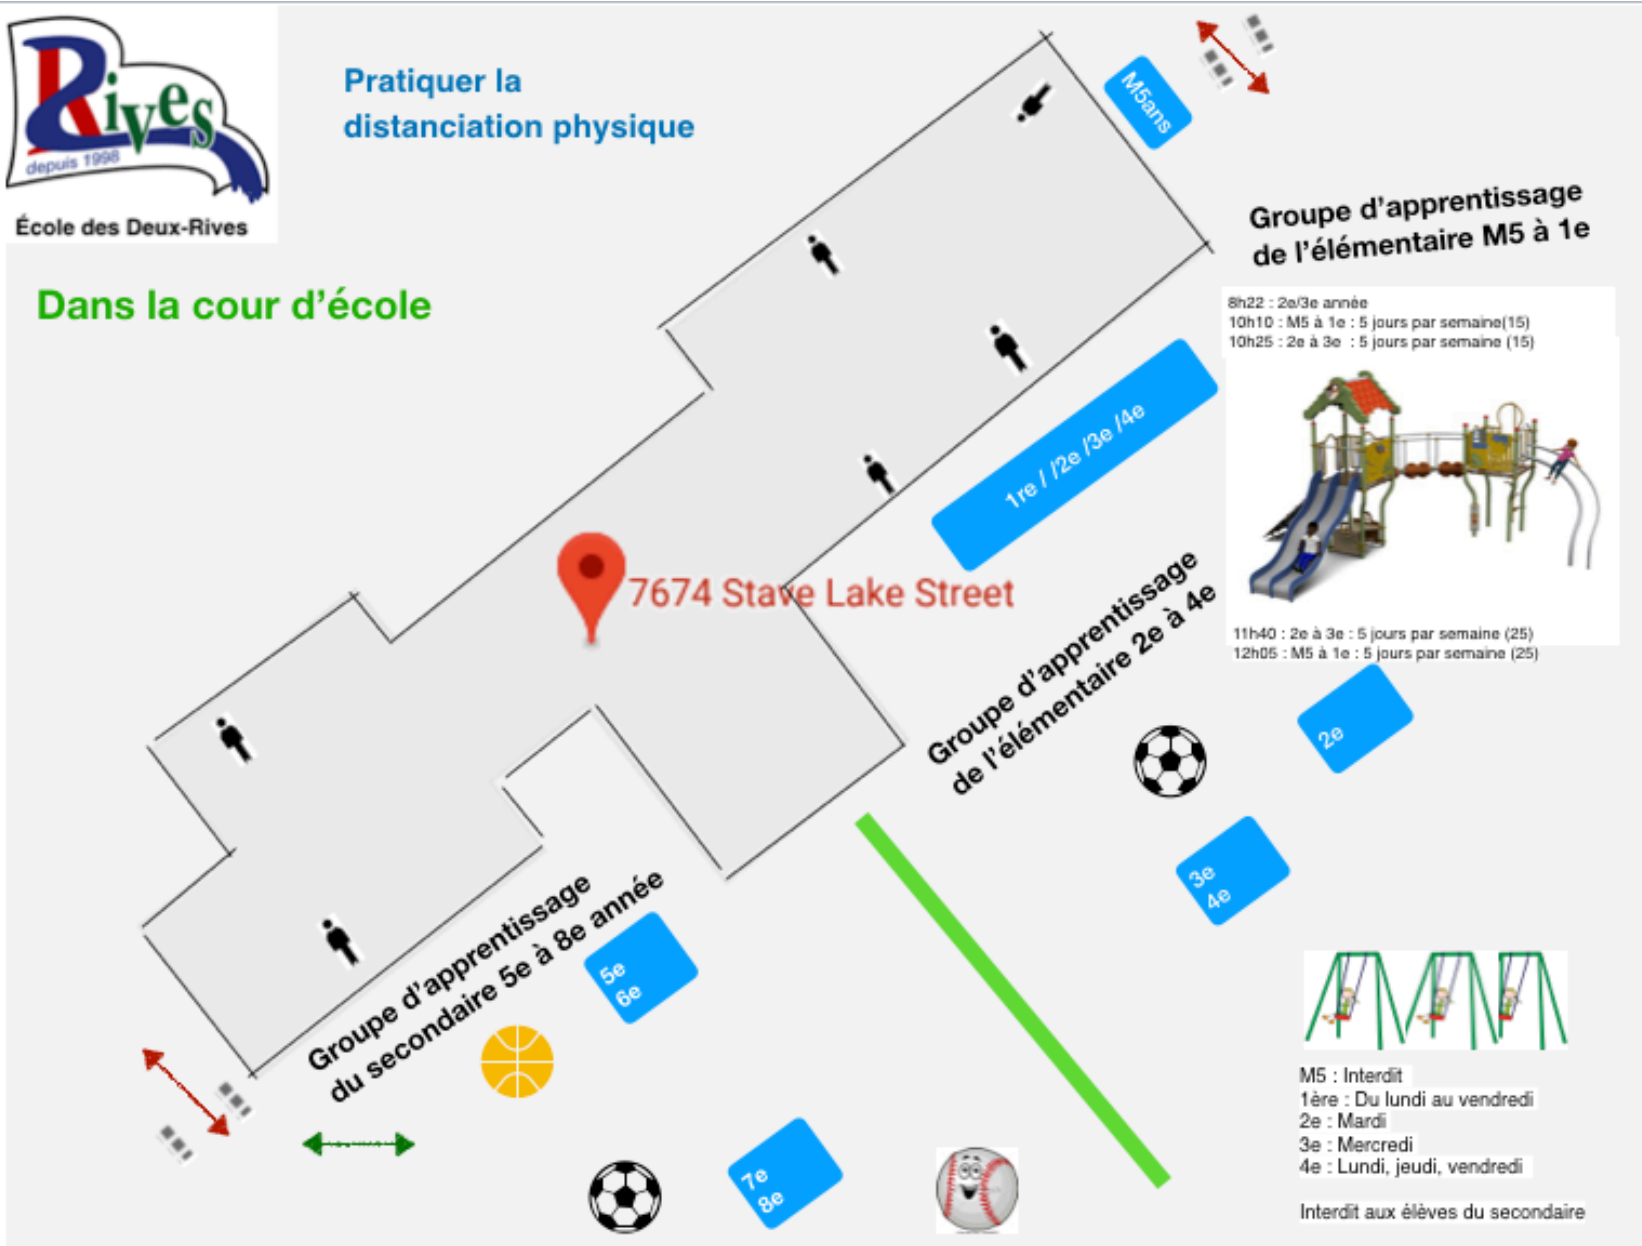 Rives
depuis 1998
École des Deux-Rives
Pratiquer la
distanciation physique
Dans la cour d'école
M5ans
Groupe d'apprentissage
de l'élémentaire M5 à 1e
8h22 : 2e/3e année
10h10 : M5 à 1e : 5 jours par semaine(15)
10h25 : 2e à 3e : 5 jours par semaine (15)
1re / /2e /3e /4e
7674 Stave Lake Street
Groupe d'apprentissage
de l'élémentaire 2e à 4e
11h40 : 2e à 3e : 5 jours par semaine (25)
12h05 : M5 à 1e : 5 jours par semaine (25)
2e
3e
4e
Groupe d'apprentissage
du secondaire 5e à 8e année
5e
6e
7e
8e
M5 : Interdit
1ère : Du lundi au vendredi
2e : Mardi
3e : Mercredi
4e : Lundi, jeudi, vendredi
Interdit aux élèves du secondaire